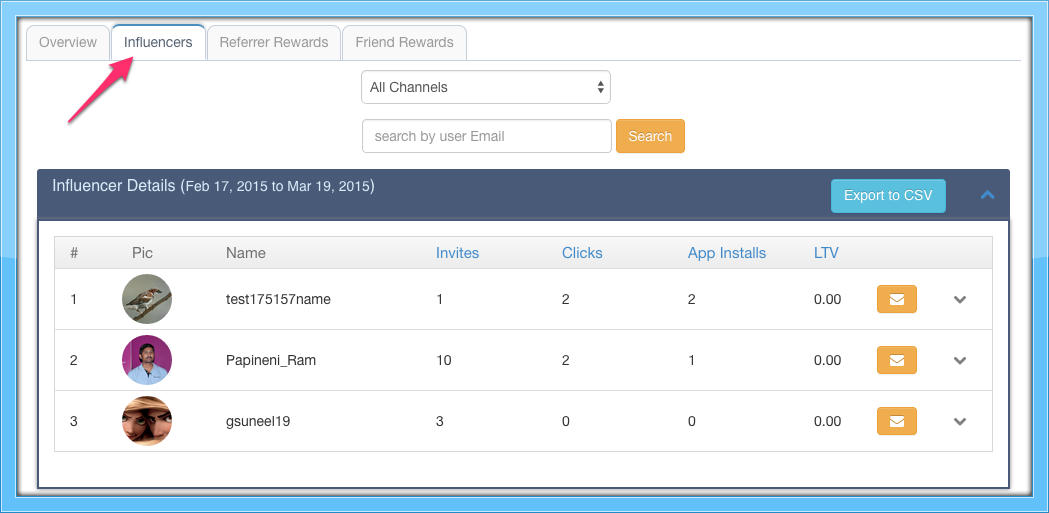 Overview Influencers Referrer Rewards Friend Rewards
All Channels
search by user Email Search
Influencer Details (Feb 17, 2015 to Mar 19, 2015) Export to CSV
# Pic Name Invites Clicks App Installs LTV
1 test175157name 1 2 2 0.00
2 Papineni_Ram 10 2 1 0.00
3 gsuneel19 3 0 0 0.00